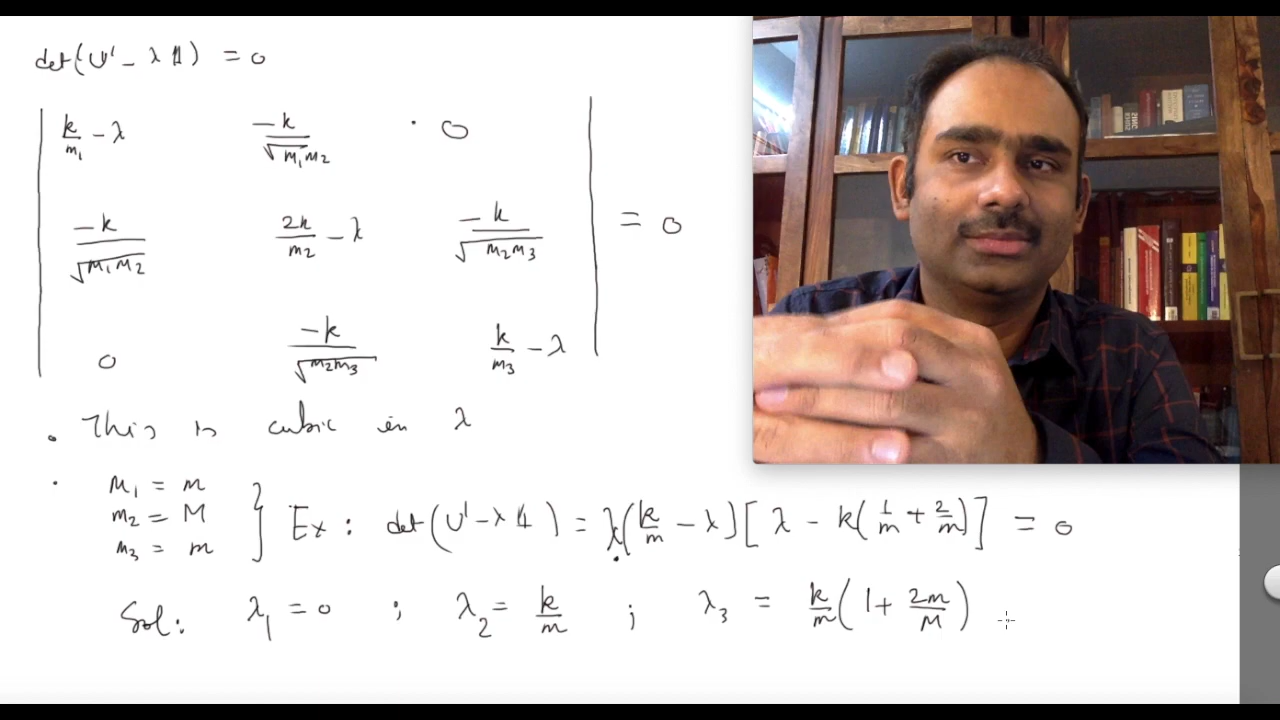 det(U' - λ 𝟙) = 0
| k/m₁ - λ   -k/√m₁m₂ · 0 |
| -k/√m₁m₂   2k/m₂ - λ   -k/√m₂m₃ | = 0
| 0   -k/√m₂m₃   k/m₃ - λ |
• This is cubic in λ
• m₁ = m
m₂ = M
m₃ = m
} Ex : det(U' - λ𝟙) = λ(k/m - λ)[λ - k(1/m + 2/m)] = 0
Sol: λ₁ = 0 ; λ₂ = k/m ; λ₃ = k/m(1 + 2m/M)